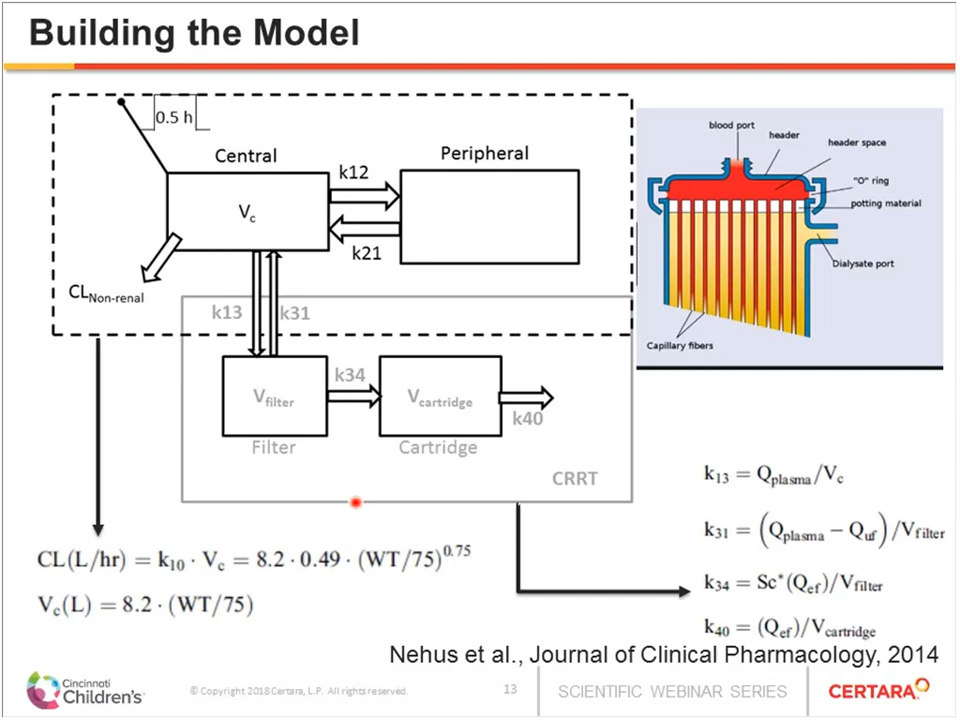 Building the Model
0.5 h
Central
Peripheral
k12
Vc
k21
CLNon-renal
k13
k31
k34
Vfilter
Vcartridge
k40
Filter
Cartridge
CRRT
blood port
header
header space
"O" ring
potting material
Dialysate port
Capillary fibers
CL(L/hr) = k10 · Vc = 8.2 · 0.49 · (WT/75)^0.75
Vc(L) = 8.2 · (WT/75)
k13 = Qplasma/Vc
k31 = (Qplasma − Quf)/Vfilter
k34 = Sc*(Qef)/Vfilter
k40 = (Qef)/Vcartridge
Nehus et al., Journal of Clinical Pharmacology, 2014
Cincinnati
Children's
© Copyright 2018 Certara, L.P. All rights reserved.
13
SCIENTIFIC WEBINAR SERIES
CERTARA